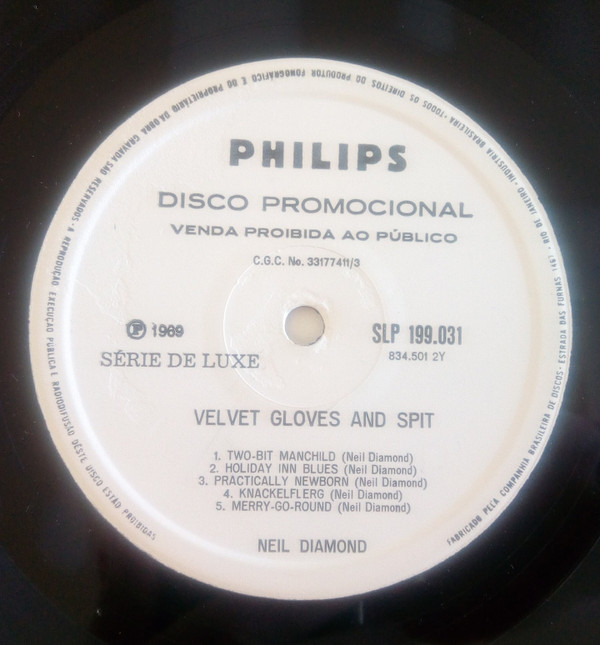 PHILIPS
DISCO PROMOCIONAL
VENDA PROIBIDA AO PÚBLICO
C.G.C. No. 33177411/3
Ⓟ 1969
SÉRIE DE LUXE
SLP 199.031
834.501 2Y
VELVET GLOVES AND SPIT
1. TWO-BIT MANCHILD (Neil Diamond)
2. HOLIDAY INN BLUES (Neil Diamond)
3. PRACTICALLY NEWBORN (Neil Diamond)
4. KNACKELFLERG (Neil Diamond)
5. MERRY-GO-ROUND (Neil Diamond)
NEIL DIAMOND
FABRICADO PELA COMPANHIA BRASILEIRA DE DISCOS - ESTRADA DAS FURNAS 1641 - RIO DE JANEIRO - INDUSTRIA BRASILEIRA - TODOS OS DIREITOS DO PRODUTOR FONOGRÁFICO E DO PROPRIETÁRIO DA OBRA GRAVADA SÃO RESERVADOS - A REPRODUÇÃO EXECUÇÃO PÚBLICA E RADIODIFUSÃO DÊSTE DISCO ESTÃO PROIBIDAS